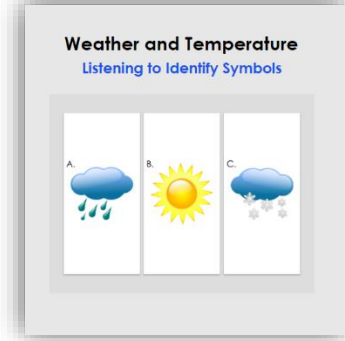 Weather and Temperature
Listening to Identify Symbols
A. B. C.